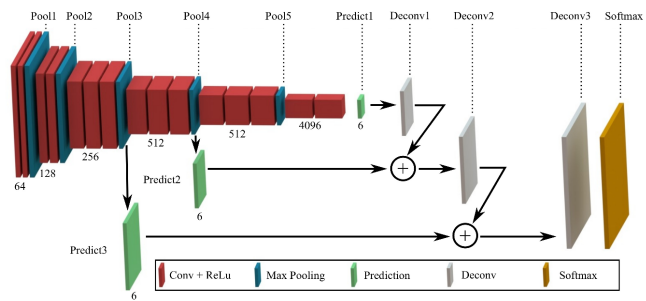 Pool1 Pool2 Pool3 Pool4 Pool5 Predict1 Deconv1 Deconv2 Deconv3 Softmax
64 128 256 512 512 4096 6
Predict2
6
Predict3
6
Conv + ReLu Max Pooling Prediction Deconv Softmax